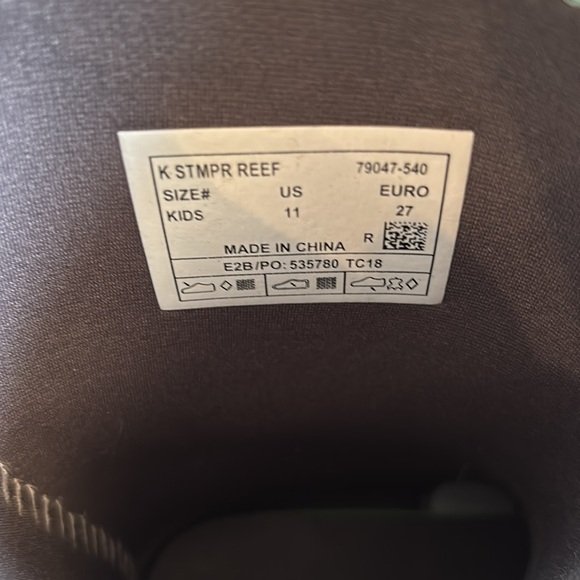 K STMPR REEF 79047-540
SIZE# US EURO
KIDS 11 27
R
MADE IN CHINA
E2B/PO: 535780 TC18